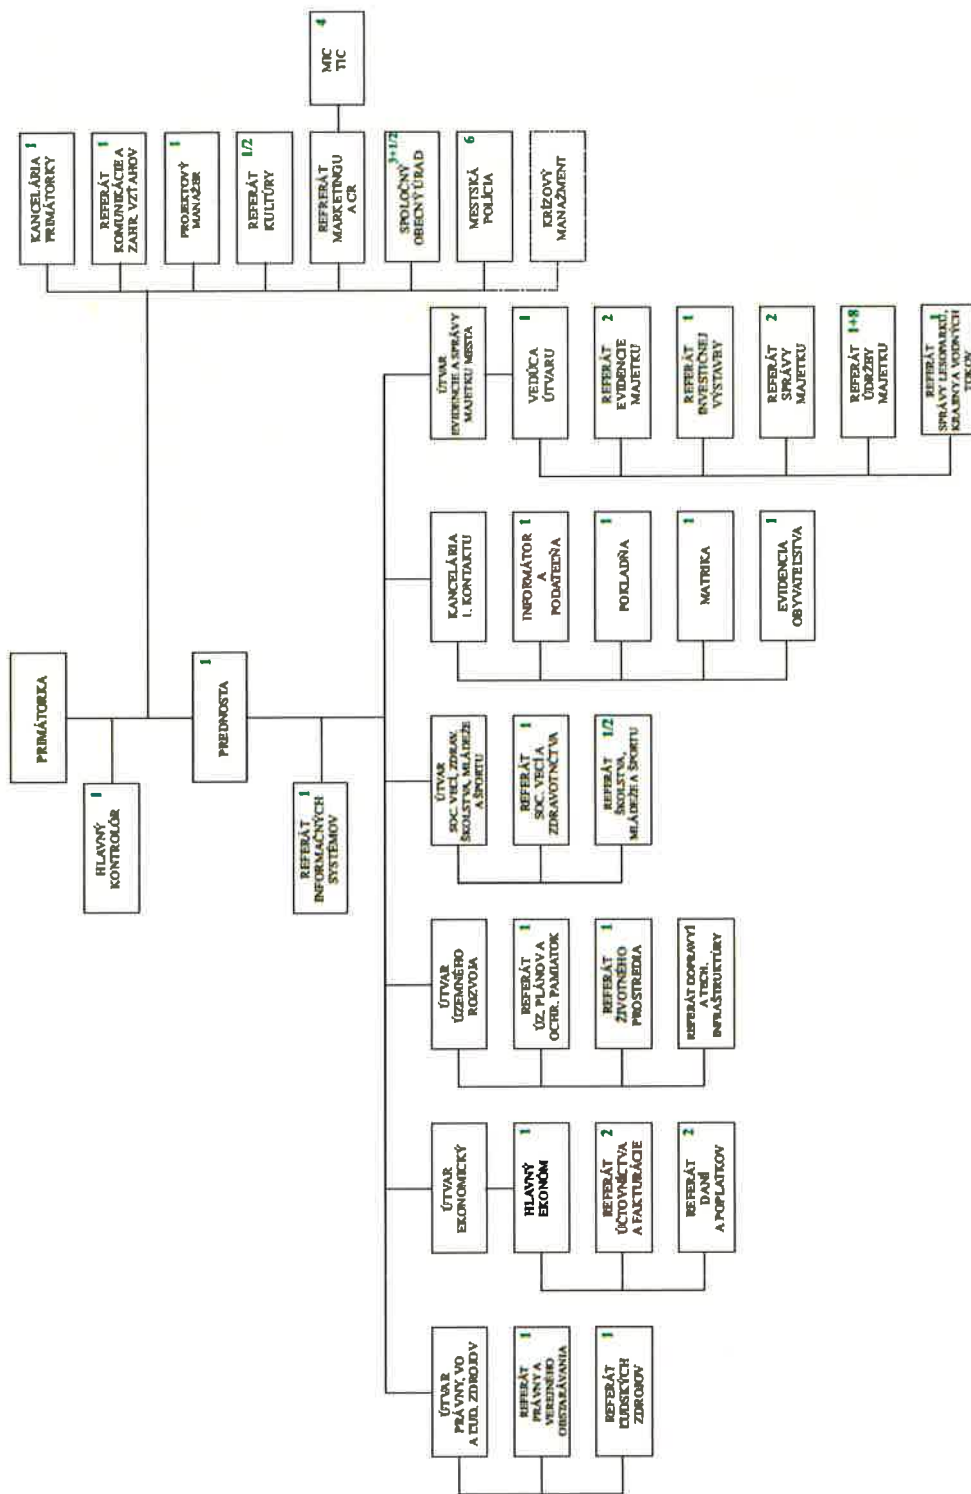 PRIMÁTORKA
HLAVNÝ
KONTROLÓR
1
PREDNOSTA
1
REFERÁT
INFORMAČNÝCH
SYSTÉMOV
1
KANCELÁRIA
PRIMÁTORKY
1
REFERÁT
KOMUNIKÁCIE A
ZAHR. VZŤAHOV
1
PROJEKTOVÝ
MANAŽER
1
REFERÁT
KULTÚRY
1/2
REFRERÁT
MARKETINGU
A CR
MIC
TIC
4
SPOLOČNÝ
OBECNÝ ÚRAD
3+1/2
MESTSKÁ
POLÍCIA
6
KRÍZOVÝ
MANAŽMENT
ÚTVAR
PRÁVNY, VO
A ĽUD. ZDROJOV
REFERÁT
PRÁVNY A
VEREJNÉHO
OBSTARÁVANIA
1
REFERÁT
ĽUDSKÝCH
ZDROJOV
1
ÚTVAR
EKONOMICKÝ
HLAVNÝ
EKONÓM
1
REFERÁT
ÚČTOVNÍCTVA
A FAKTURÁCIE
2
REFERÁT
DANÍ
A POPLATKOV
2
ÚTVAR
ÚZEMNÉHO
ROZVOJA
REFERÁT
ÚZ. PLÁNOV A
OCHR. PAMIATOK
1
REFERÁT
ŽIVOTNÉHO
PROSTREDIA
1
REFERÁT DOPRAVY
A TECH.
INFRAŠTRUKTÚRY
ÚTVAR
SOC. VECÍ, ZDRAV.
ŠKOLSTVA, MLÁDEŽE
A ŠPORTU
REFERÁT
SOC. VECÍ A
ZDRAVOTNÍCTVA
1
REFERÁT
ŠKOLSTVA,
MLÁDEŽE A ŠPORTU
1/2
KANCELÁRIA
1. KONTAKTU
INFORMÁTOR
A
PODATEĽŇA
1
POKLADŇA
1
MATRIKA
1
EVIDENCIA
OBYVATEĽSTVA
1
ÚTVAR
EVIDENCIE A SPRÁVY
MAJETKU MESTA
VEDÚCA
ÚTVARU
1
REFERÁT
EVIDENCIE
MAJETKU
2
REFERÁT
INVESTIČNEJ
VÝSTAVBY
1
REFERÁT
SPRÁVY
MAJETKU
2
REFERÁT
ÚDRŽBY
MAJETKU
1+8
REFERÁT
SPRÁVY LESOPARKU,
KRAJINY A VODNÝCH
TOKOV
1